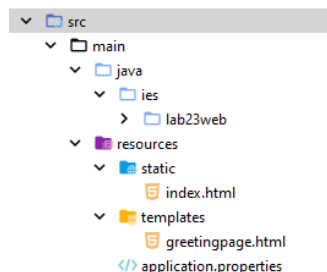 src
main
java
ies
lab23web
resources
static
index.html
templates
greetingpage.html
application.properties